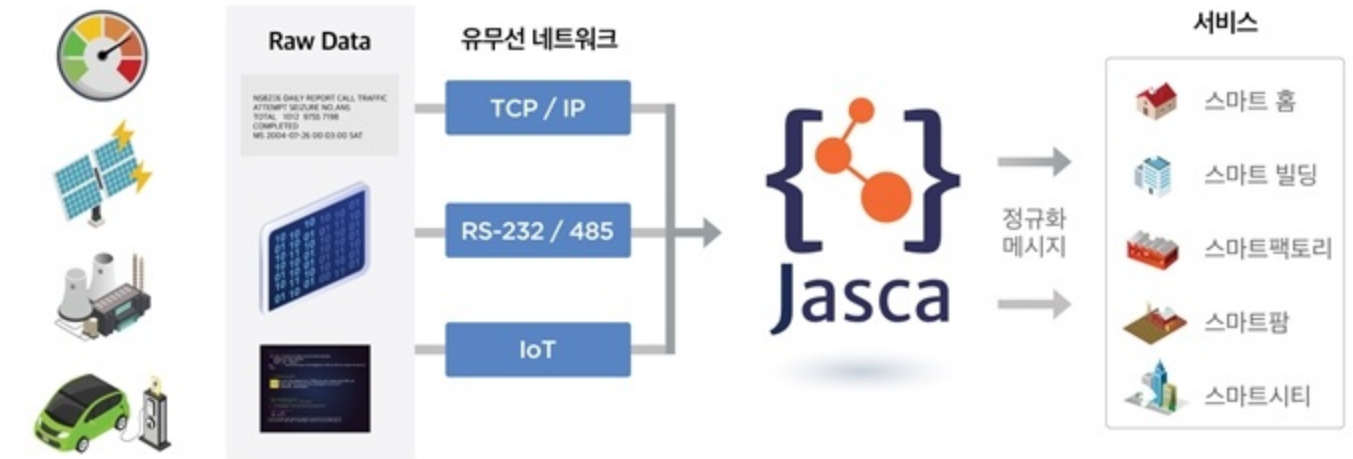 Raw Data
NS8236 DAILY REPORT CALL TRAFFIC
ATTEMPT SEIZURE NO.ANS
TOTAL 1012 9755 7198
COMPLETED
MS 2004-07-26 00 03:00 SAT
유무선 네트워크
TCP / IP
RS-232 / 485
IoT
Jasca
정규화
메시지
서비스
스마트 홈
스마트 빌딩
스마트팩토리
스마트팜
스마트시티